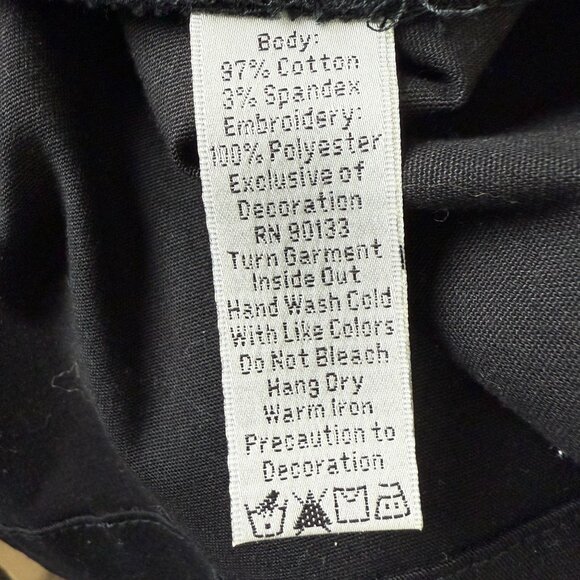 Body:
97% Cotton
3% Spandex
Embroidery:
100% Polyester
Exclusive of
Decoration
RN 90133
Turn Garment
Inside Out
Hand Wash Cold
With Like Colors
Do Not Bleach
Hang Dry
Warm Iron
Precaution to
Decoration